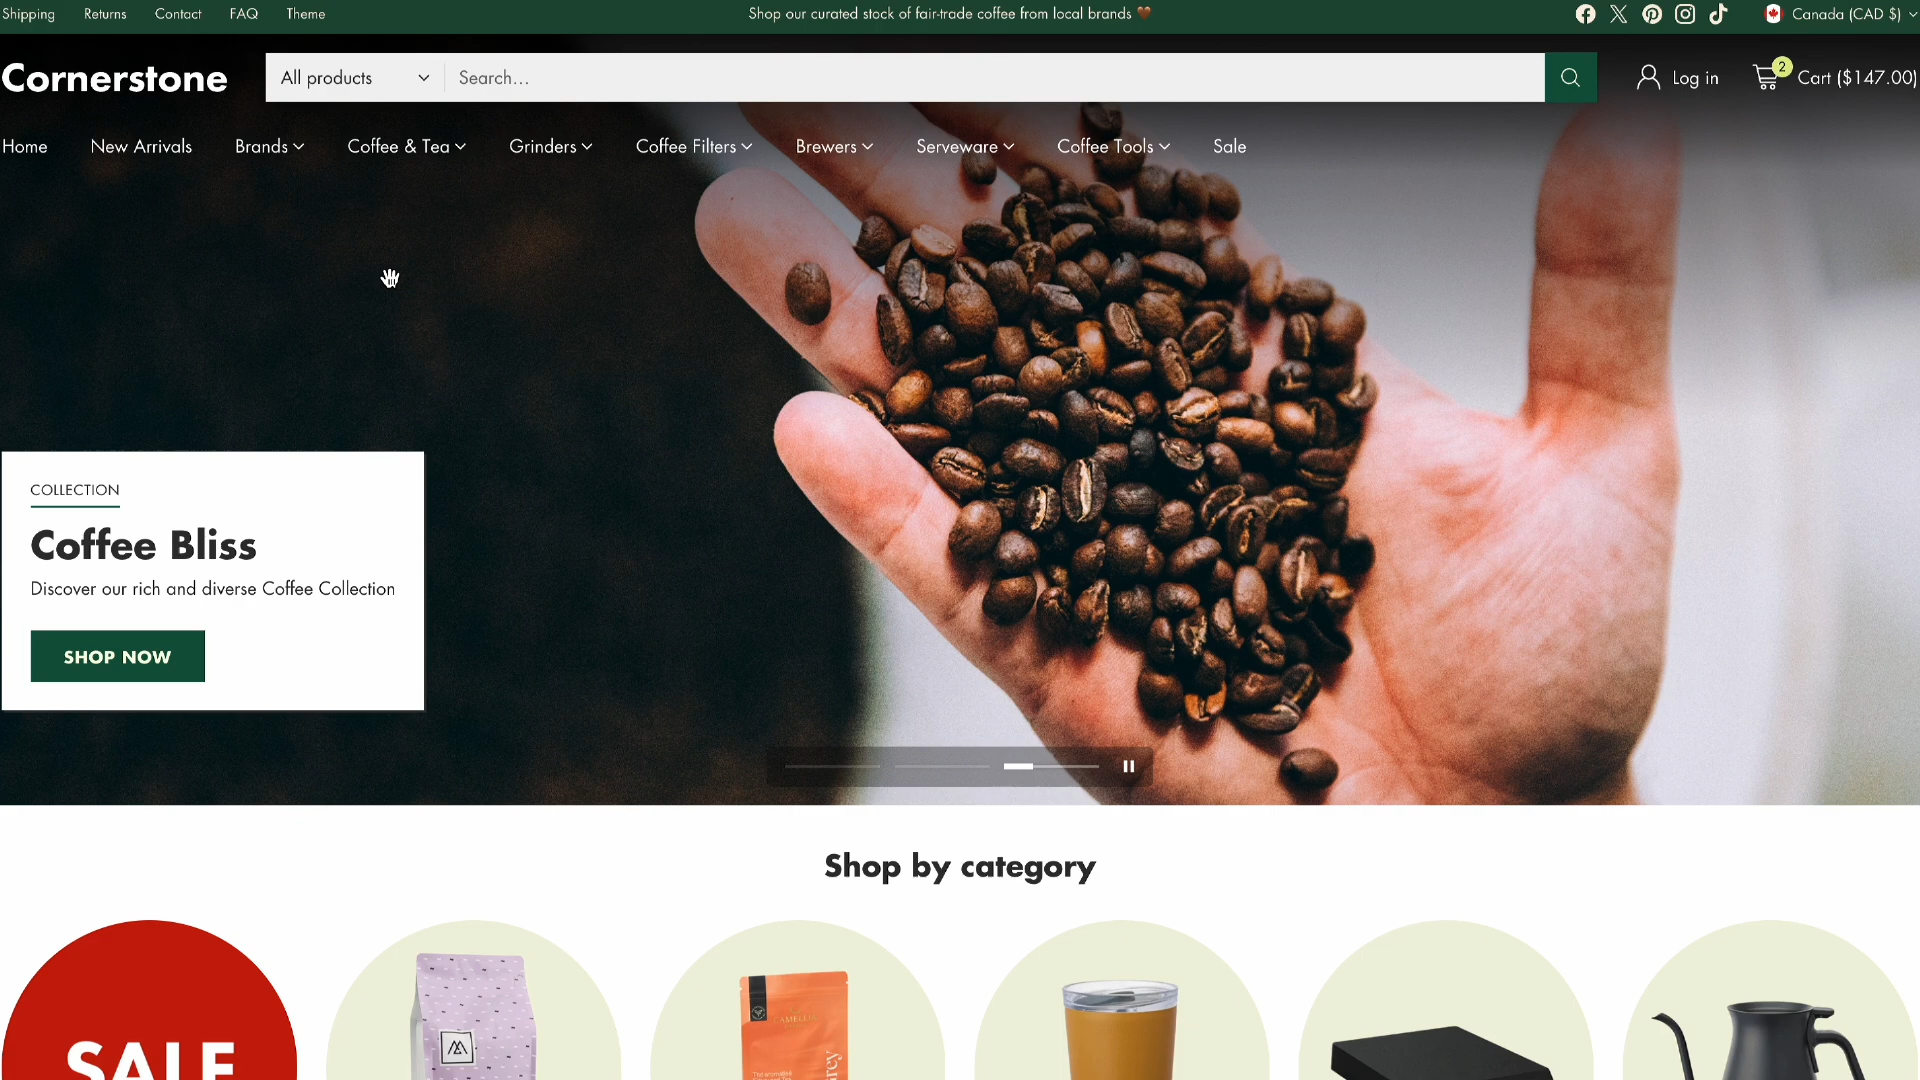 Shipping Returns Contact FAQ Theme
Shop our curated stock of fair-trade coffee from local brands 🤎
Canada (CAD $)
Cornerstone
All products
Search...
Log in
2
Cart ($147.00)
Home New Arrivals Brands Coffee & Tea Grinders Coffee Filters Brewers Serveware Coffee Tools Sale
COLLECTION
Coffee Bliss
Discover our rich and diverse Coffee Collection
SHOP NOW
Shop by category
SALE